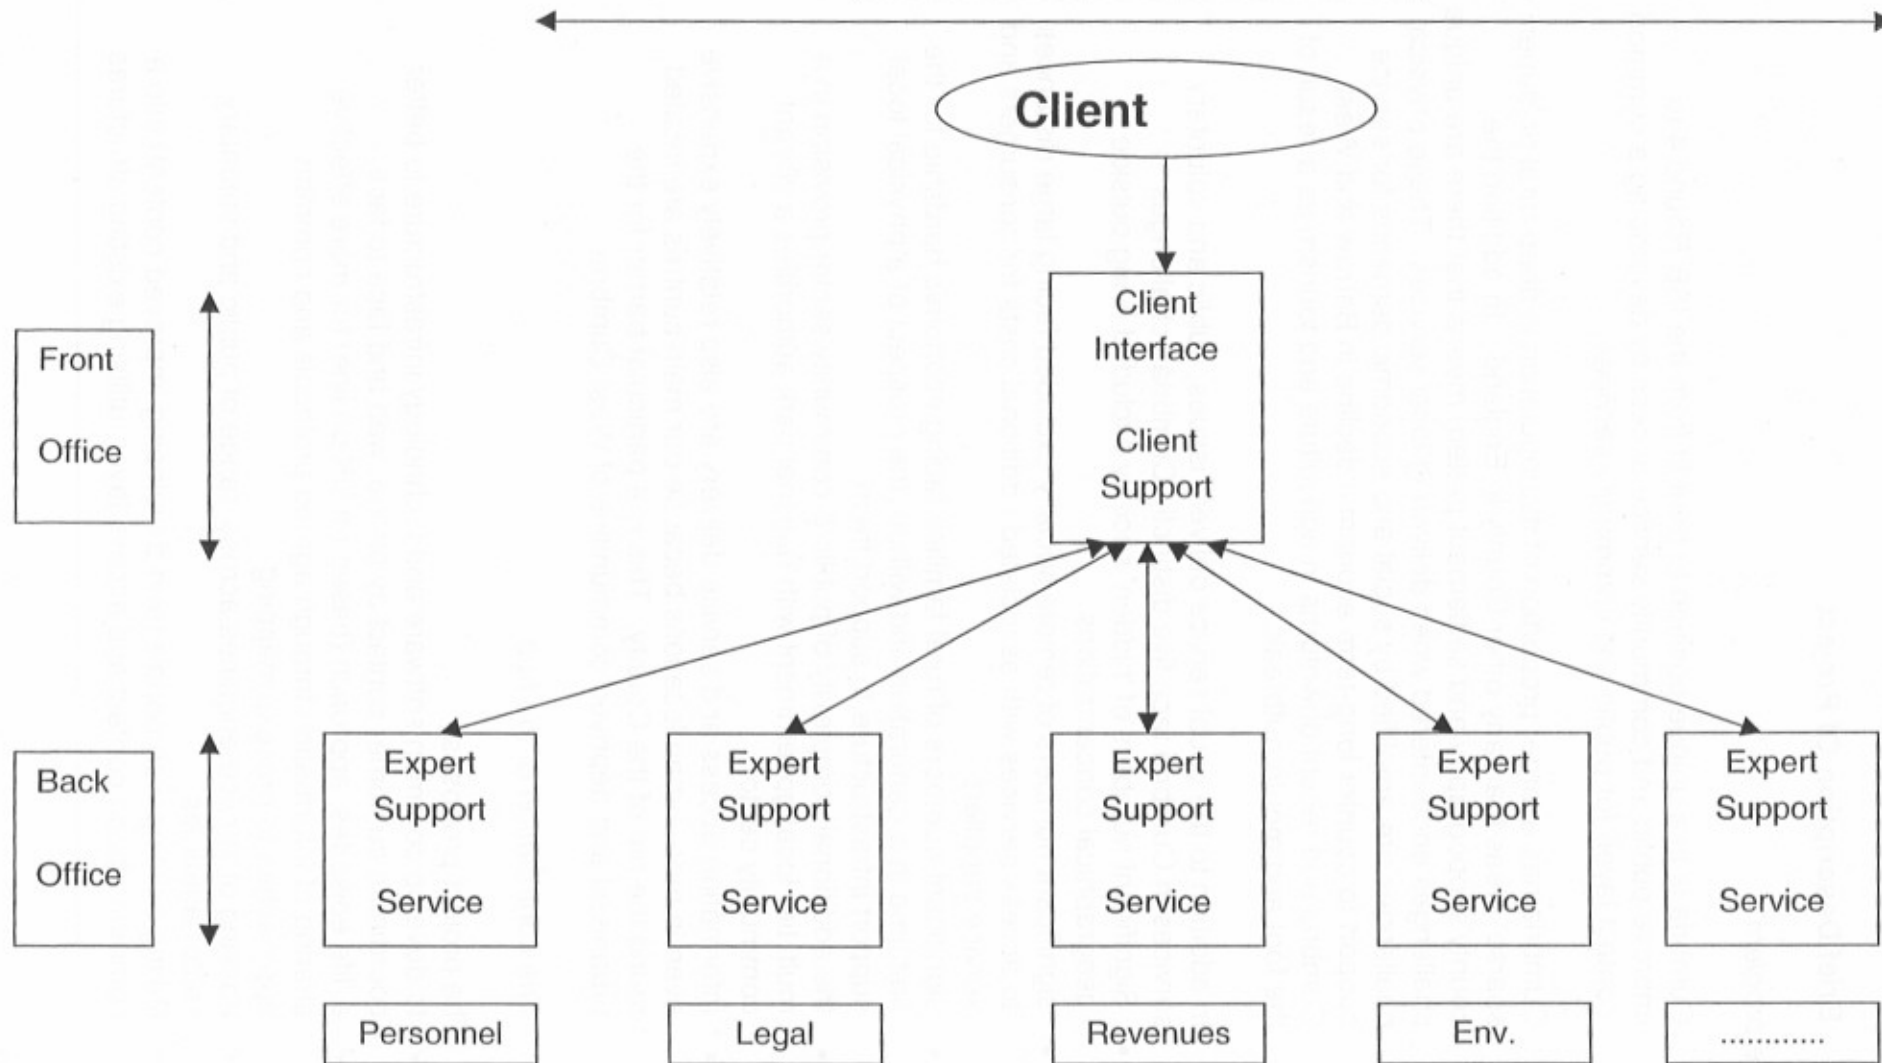 Client
Client
Interface
Client
Support
Front
Office
Back
Office
Expert
Support
Service
Expert
Support
Service
Expert
Support
Service
Expert
Support
Service
Expert
Support
Service
Personnel
Legal
Revenues
Env.
............